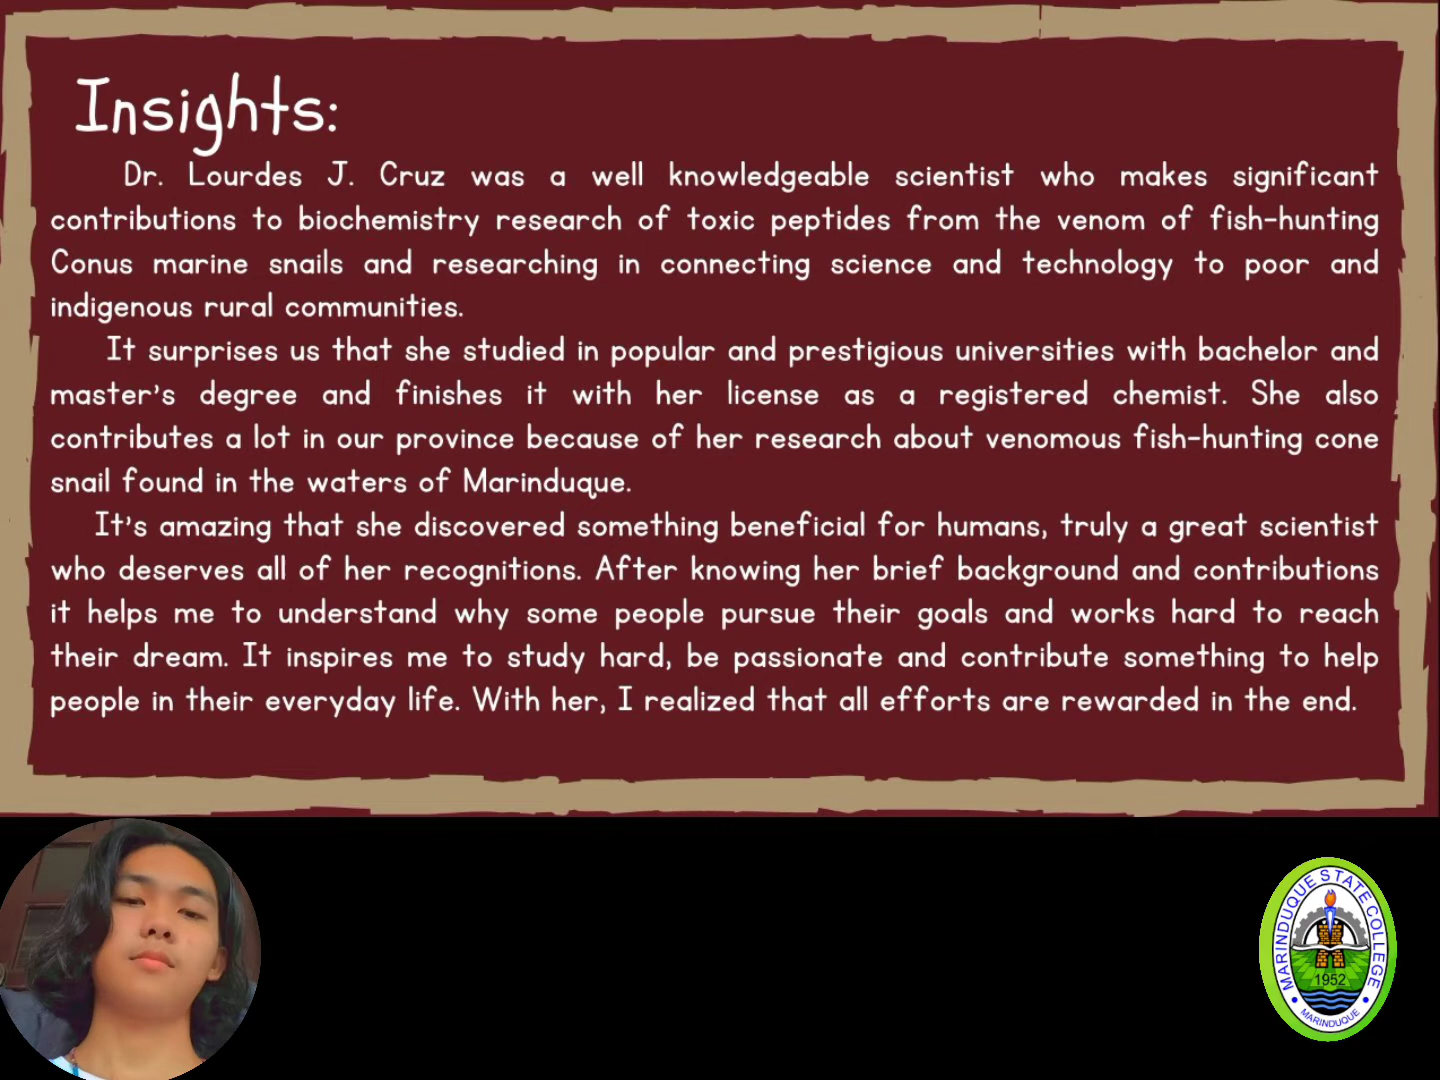 Insights:
Dr. Lourdes J. Cruz was a well knowledgeable scientist who makes significant
contributions to biochemistry research of toxic peptides from the venom of fish-hunting
Conus marine snails and researching in connecting science and technology to poor and
indigenous rural communities.
It surprises us that she studied in popular and prestigious universities with bachelor and
master's degree and finishes it with her license as a registered chemist. She also
contributes a lot in our province because of her research about venomous fish-hunting cone
snail found in the waters of Marinduque.
It's amazing that she discovered something beneficial for humans, truly a great scientist
who deserves all of her recognitions. After knowing her brief background and contributions
it helps me to understand why some people pursue their goals and works hard to reach
their dream. It inspires me to study hard, be passionate and contribute something to help
people in their everyday life. With her, I realized that all efforts are rewarded in the end.
MARINDUQUE STATE COLLEGE
1952
MARINDUQUE